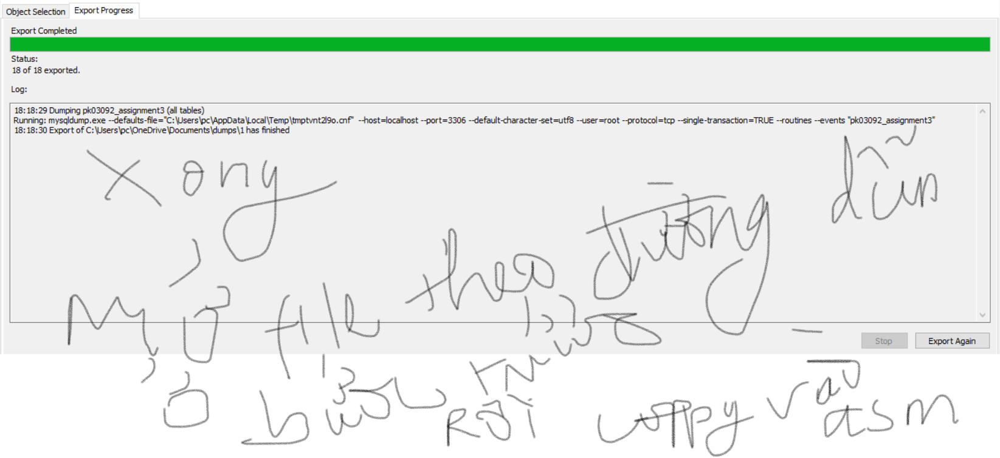 Object Selection Export Progress
Export Completed
Status:
18 of 18 exported.
Log:
18:18:29 Dumping pk03092_assignment3 (all tables)
Running: mysqldump.exe --defaults-file="C:\Users\pc\AppData\Local\Temp\tmptvnt2l9o.cnf" --host=localhost --port=3306 --default-character-set=utf8 --user=root --protocol=tcp --single-transaction=TRUE --routines --events "pk03092_assignment3"
18:18:30 Export of C:\Users\pc\OneDrive\Documents\dumps\1 has finished
Xong
Mở file theo đường dẫn
Stop Export Again
ở bước trước
Rồi coppy vào asm